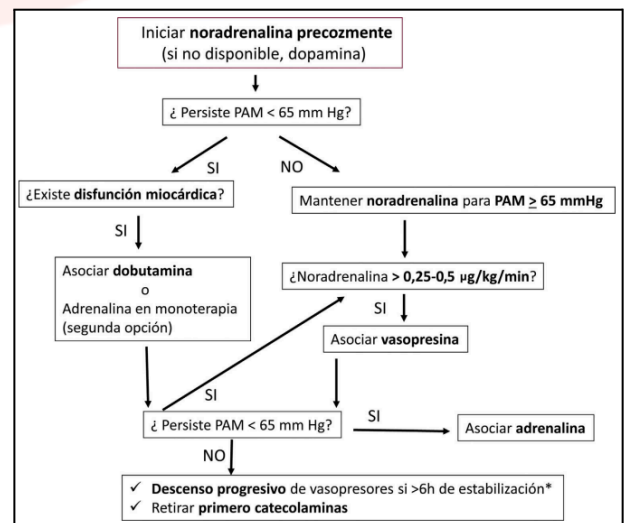 Iniciar noradrenalina precozmente
(si no disponible, dopamina)
¿ Persiste PAM < 65 mm Hg?
SI
NO
¿Existe disfunción miocárdica?
Mantener noradrenalina para PAM ≥ 65 mmHg
SI
Asociar dobutamina
o
Adrenalina en monoterapia
(segunda opción)
¿Noradrenalina > 0,25-0,5 µg/kg/min?
SI
Asociar vasopresina
SI
¿ Persiste PAM < 65 mm Hg?
SI
Asociar adrenalina
NO
✓ Descenso progresivo de vasopresores si >6h de estabilización*
✓ Retirar primero catecolaminas